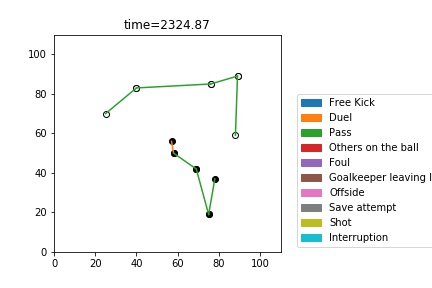 time=2324.87
100
80
60
40
20
0
0 20 40 60 80 100
Free Kick
Duel
Pass
Others on the ball
Foul
Goalkeeper leaving l
Offside
Save attempt
Shot
Interruption